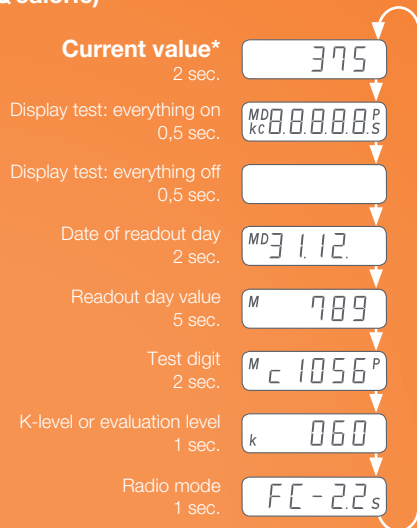 Current value*
2 sec.
375
Display test: everything on
0,5 sec.
MD kc 8.8.8.8.8. P S
Display test: everything off
0,5 sec.
Date of readout day
2 sec.
MD 31.12.
Readout day value
5 sec.
M 789
Test digit
2 sec.
M c 1056 P
K-level or evaluation level
1 sec.
k 060
Radio mode
1 sec.
FC-2.2 s